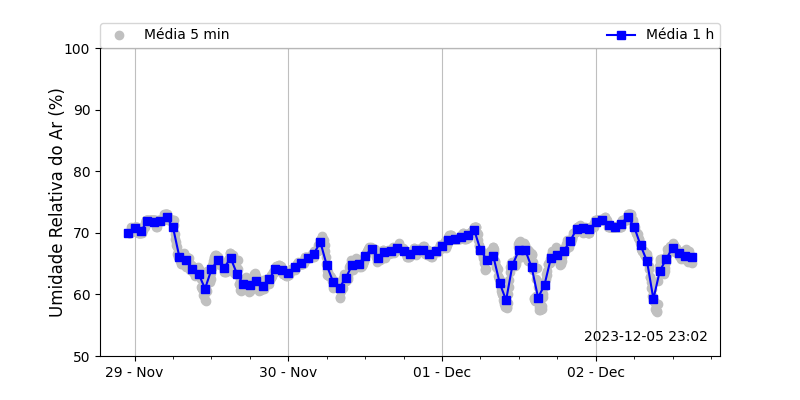 Média 5 min
Média 1 h
Umidade Relativa do Ar (%)
100
90
80
70
60
50
2023-12-05 23:02
29 - Nov
30 - Nov
01 - Dec
02 - Dec